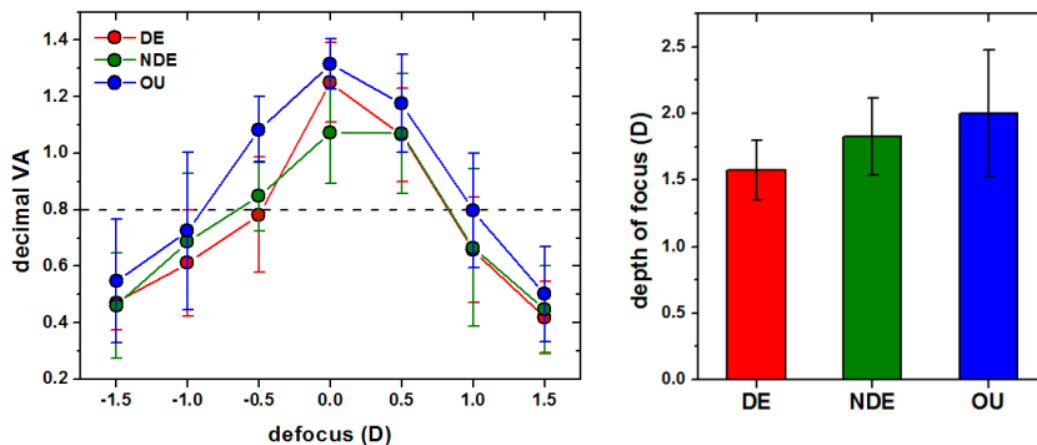 decimal VA
1.4
1.2
1.0
0.8
0.6
0.4
0.2
DE
NDE
OU
-1.5 -1.0 -0.5 0.0 0.5 1.0 1.5
defocus (D)
depth of focus (D)
2.5
2.0
1.5
1.0
0.5
0.0
DE NDE OU